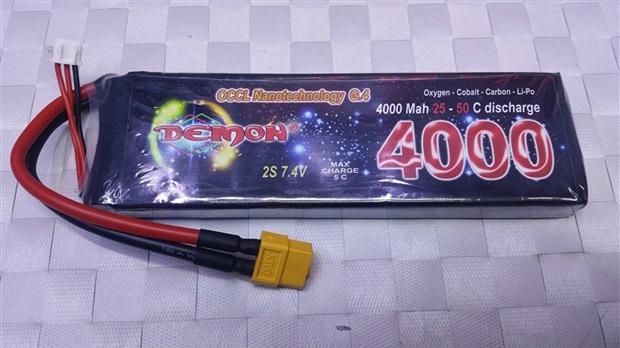 OCCL Nanotechnology G.4
Oxygen - Cobalt - Carbon - Li-Po
4000 Mah 25 - 50 C discharge
DEMON®
4000
2S 7.4V
MAX
CHARGE
5 C